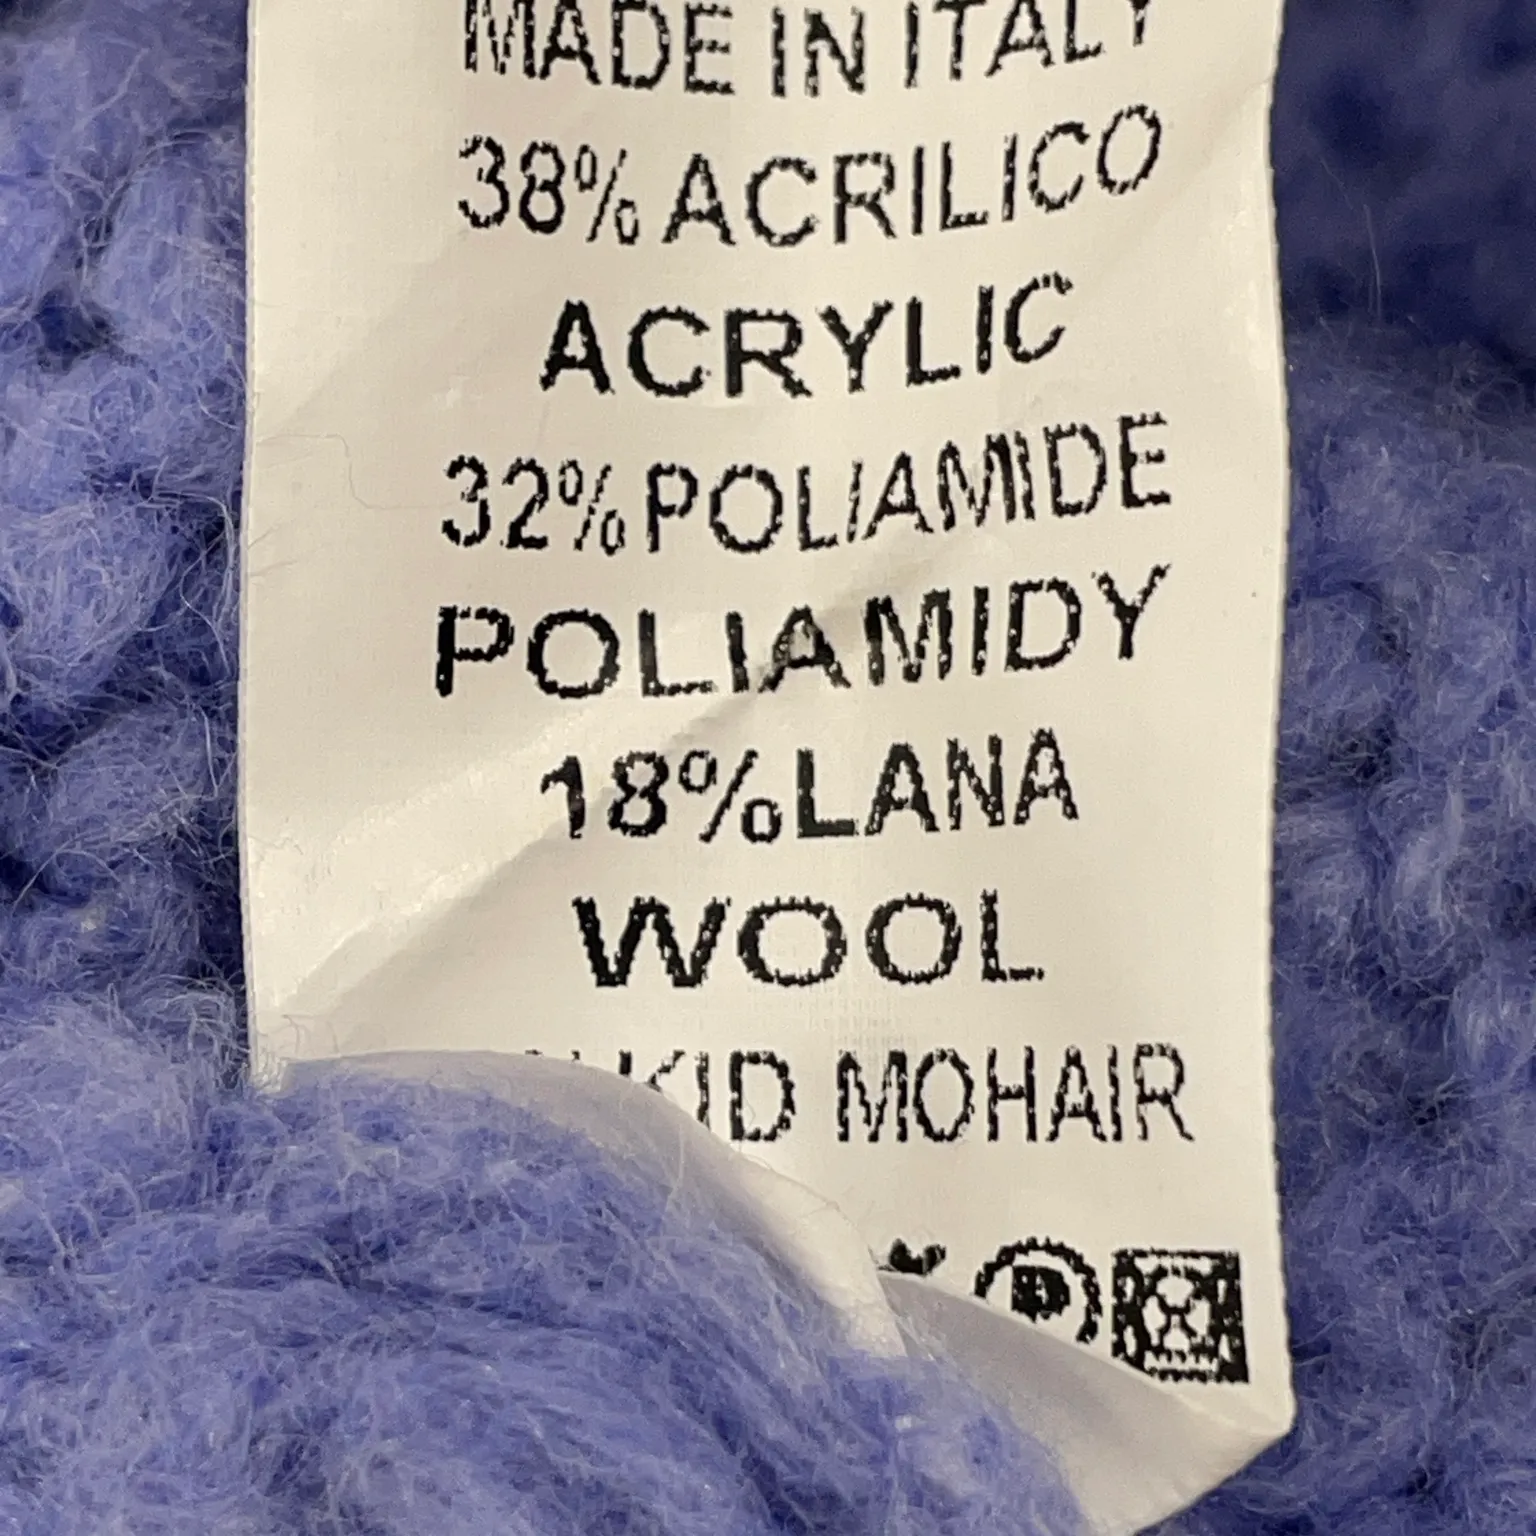 MADE IN ITALY
38% ACRILICO
ACRYLIC
32% POLIAMIDE
POLIAMIDY
18% LANA
WOOL
KID MOHAIR
P